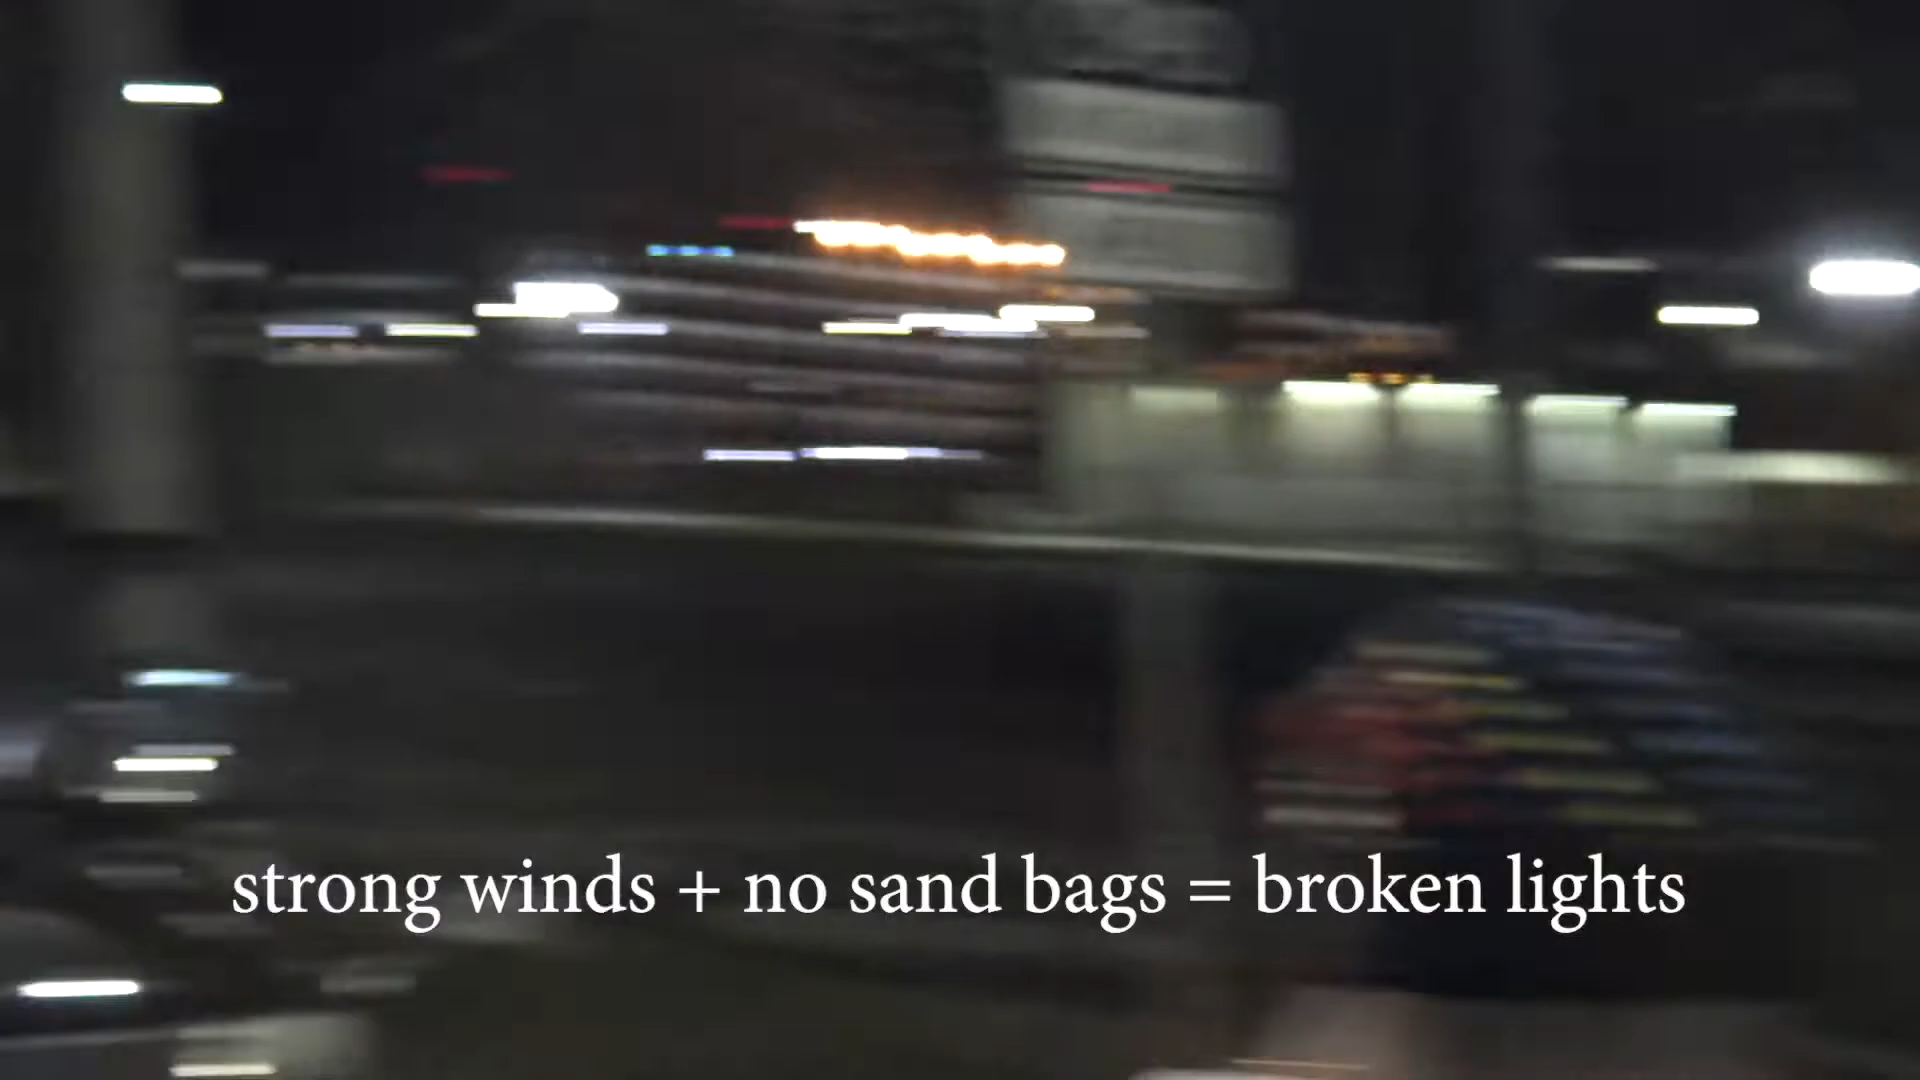 strong winds + no sand bags = broken lights